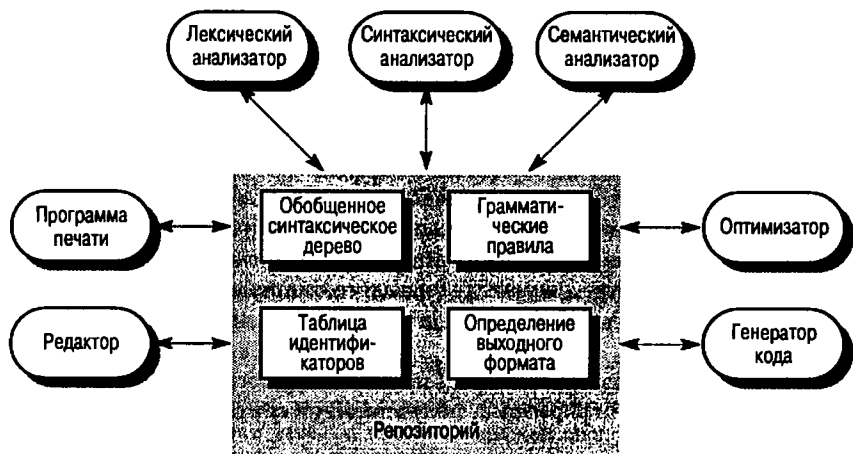 Лексический
анализатор
Синтаксический
анализатор
Семантический
анализатор
Программа
печати
Обобщенное
синтаксическое
дерево
Граммати-
ческие
правила
Оптимизатор
Редактор
Таблица
идентифи-
каторов
Определение
выходного
формата
Генератор
кода
Репозиторий